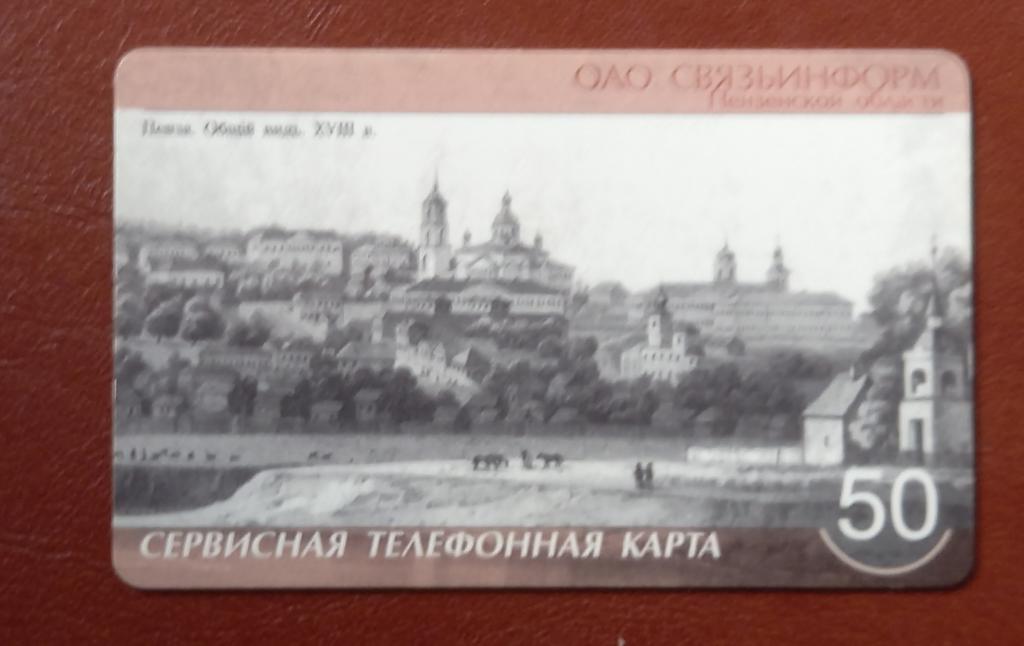 ОАО СВЯЗЬИНФОРМ
Пензенской области
Пенза. Общій видъ. XVIII в.
50
СЕРВИСНАЯ ТЕЛЕФОННАЯ КАРТА